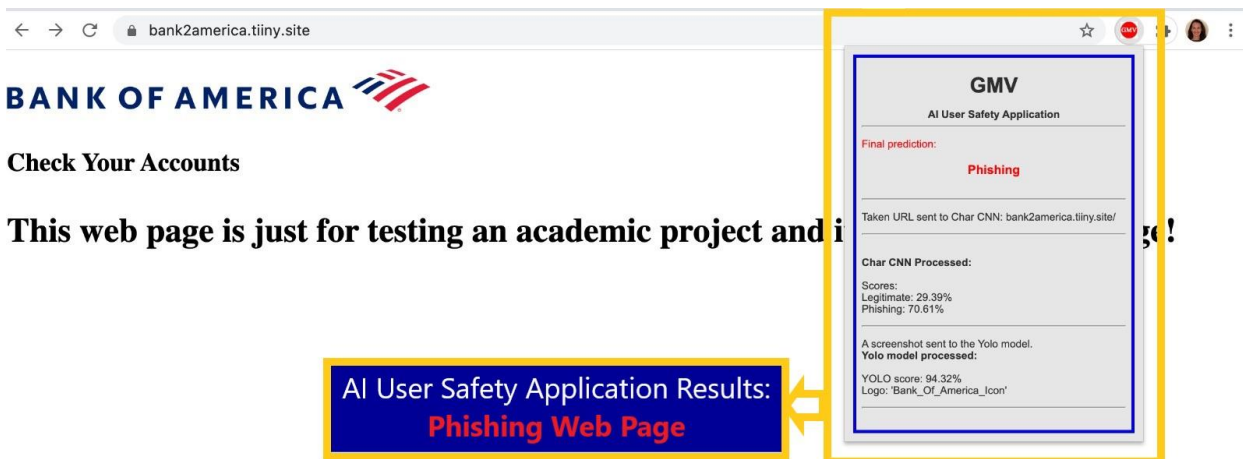 bank2america.tiiny.site
GMV
BANK OF AMERICA
Check Your Accounts
This web page is just for testing an academic project and i ge!
GMV
AI User Safety Application
Final prediction:
Phishing
Taken URL sent to Char CNN: bank2america.tiiny.site/
Char CNN Processed:
Scores:
Legitimate: 29.39%
Phishing: 70.61%
A screenshot sent to the Yolo model.
Yolo model processed:
YOLO score: 94.32%
Logo: 'Bank_Of_America_Icon'
AI User Safety Application Results:
Phishing Web Page